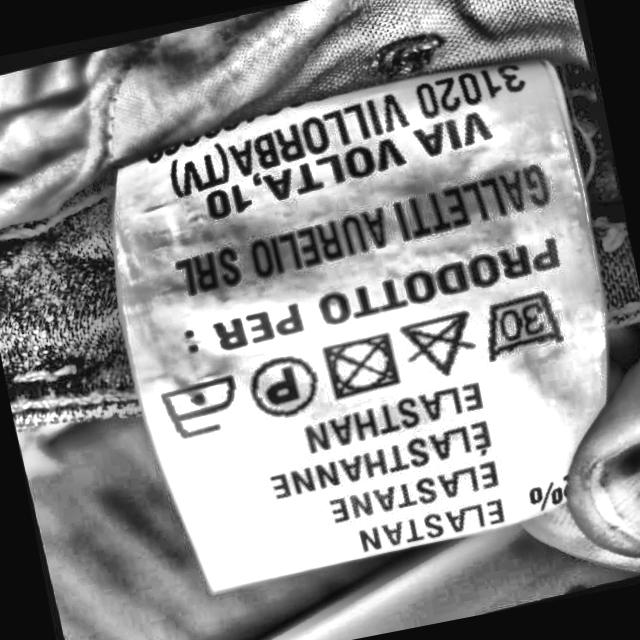 % ELASTAN
ELASTANE
ÉLASTHANNE
ELASTHAN
30 P
PRODOTTO PER :
GALLETTI AURELIO SRL
VIA VOLTA,10
31020 VILLORBA(TV)